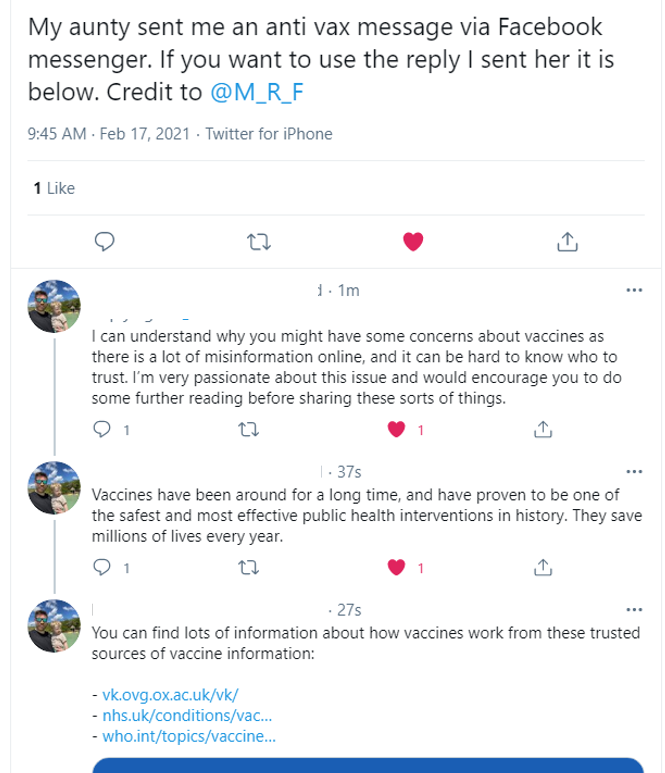 My aunty sent me an anti vax message via Facebook
messenger. If you want to use the reply I sent her it is
below. Credit to @M_R_F
9:45 AM · Feb 17, 2021 · Twitter for iPhone
1 Like
· 1m
I can understand why you might have some concerns about vaccines as
there is a lot of misinformation online, and it can be hard to know who to
trust. I'm very passionate about this issue and would encourage you to do
some further reading before sharing these sorts of things.
1 1
· 37s
Vaccines have been around for a long time, and have proven to be one of
the safest and most effective public health interventions in history. They save
millions of lives every year.
1 1
· 27s
You can find lots of information about how vaccines work from these trusted
sources of vaccine information:
- vk.ovg.ox.ac.uk/vk/
- nhs.uk/conditions/vac...
- who.int/topics/vaccine...